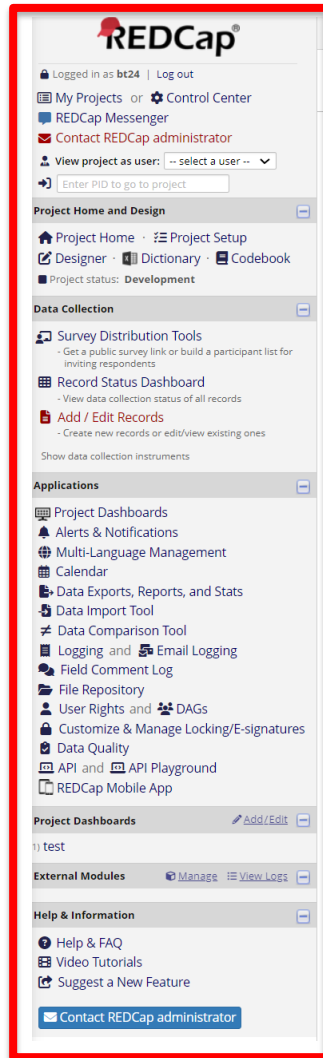 REDCap®
Logged in as bt24 | Log out
My Projects or Control Center
REDCap Messenger
Contact REDCap administrator
View project as user: -- select a user --
Enter PID to go to project
Project Home and Design
Project Home · Project Setup
Designer · Dictionary · Codebook
Project status: Development
Data Collection
Survey Distribution Tools
- Get a public survey link or build a participant list for
inviting respondents
Record Status Dashboard
- View data collection status of all records
Add / Edit Records
- Create new records or edit/view existing ones
Show data collection instruments
Applications
Project Dashboards
Alerts & Notifications
Multi-Language Management
Calendar
Data Exports, Reports, and Stats
Data Import Tool
Data Comparison Tool
Logging and Email Logging
Field Comment Log
File Repository
User Rights and DAGs
Customize & Manage Locking/E-signatures
Data Quality
API and API Playground
REDCap Mobile App
Project Dashboards Add/Edit
1) test
External Modules Manage View Logs
Help & Information
Help & FAQ
Video Tutorials
Suggest a New Feature
Contact REDCap administrator